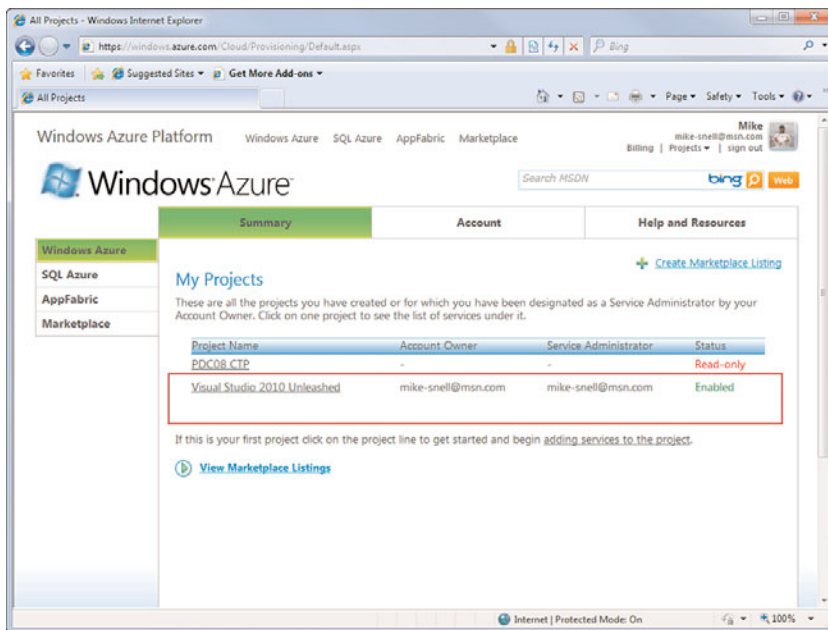 All Projects - Windows Internet Explorer
https://windows.azure.com/Cloud/Provisioning/Default.aspx
Bing
Favorites Suggested Sites Get More Add-ons
All Projects
Page Safety Tools
Windows Azure Platform Windows Azure SQL Azure AppFabric Marketplace
Mike
mike-snell@msn.com
Billing | Projects | sign out
Windows Azure
Search MSDN bing Web
Summary Account Help and Resources
Windows Azure
SQL Azure
AppFabric
Marketplace
Create Marketplace Listing
My Projects
These are all the projects you have created or for which you have been designated as a Service Administrator by your
Account Owner. Click on one project to see the list of services under it.
Project Name Account Owner Service Administrator Status
PDC08 CTP - - Read-only
Visual Studio 2010 Unleashed mike-snell@msn.com mike-snell@msn.com Enabled
If this is your first project click on the project line to get started and begin adding services to the project.
View Marketplace Listings
Internet | Protected Mode: On 100%